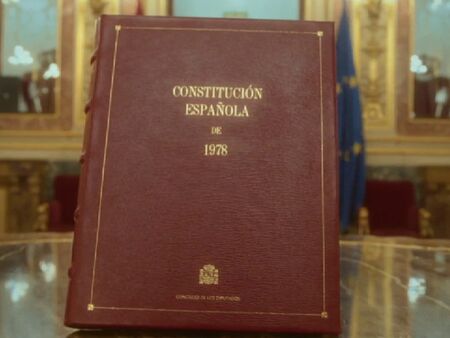 CONSTITUCIÓN
ESPAÑOLA
DE
1978
CONGRESO DE LOS DIPUTADOS